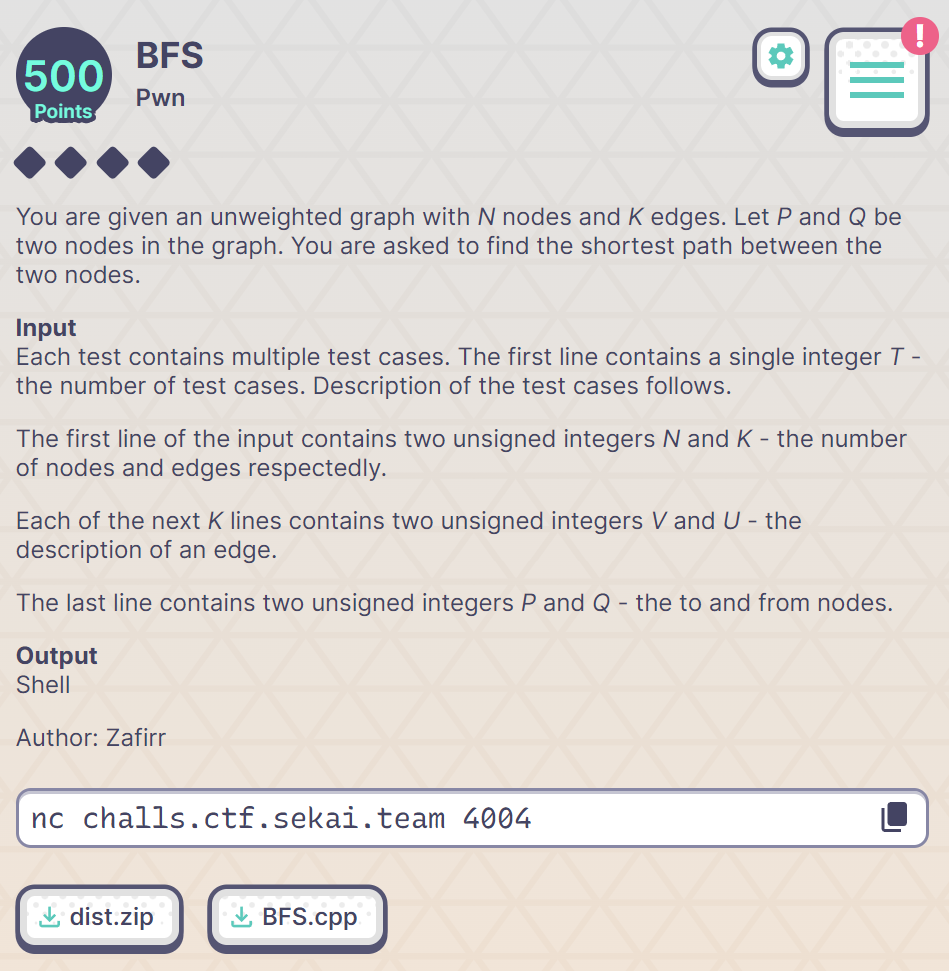 500
Points
BFS
Pwn
!
You are given an unweighted graph with N nodes and K edges. Let P and Q be
two nodes in the graph. You are asked to find the shortest path between the
two nodes.
Input
Each test contains multiple test cases. The first line contains a single integer T -
the number of test cases. Description of the test cases follows.
The first line of the input contains two unsigned integers N and K - the number
of nodes and edges respectedly.
Each of the next K lines contains two unsigned integers V and U - the
description of an edge.
The last line contains two unsigned integers P and Q - the to and from nodes.
Output
Shell
Author: Zafirr
nc challs.ctf.sekai.team 4004
dist.zip
BFS.cpp